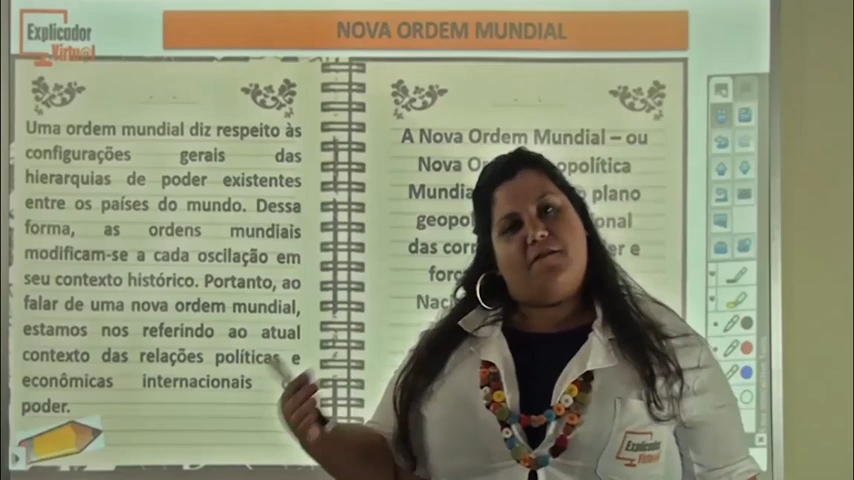 Explicador
Virtu@l
NOVA ORDEM MUNDIAL
Uma ordem mundial diz respeito às
configurações gerais das
hierarquias de poder existentes
entre os países do mundo. Dessa
forma, as ordens mundiais
modificam-se a cada oscilação em
seu contexto histórico. Portanto, ao
falar de uma nova ordem mundial,
estamos nos referindo ao atual
contexto das relações políticas e
econômicas internacionais
poder.
A Nova Ordem Mundial – ou
Nova
Mundial plano
das
Explicador
Virtu@l